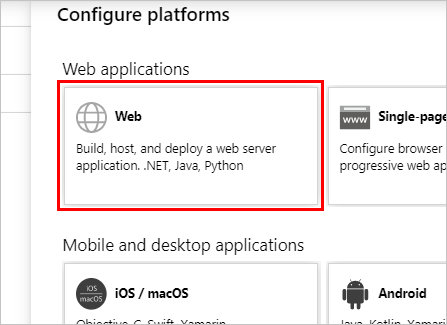 Configure platforms
Web applications
Web
Build, host, and deploy a web server
application. .NET, Java, Python
WWW
Single-page
Configure browser
progressive web ap
Mobile and desktop applications
iOS
macOS
iOS / macOS
Objective-C, Swift, Xamarin
Android
Java, Kotlin, Xamarin